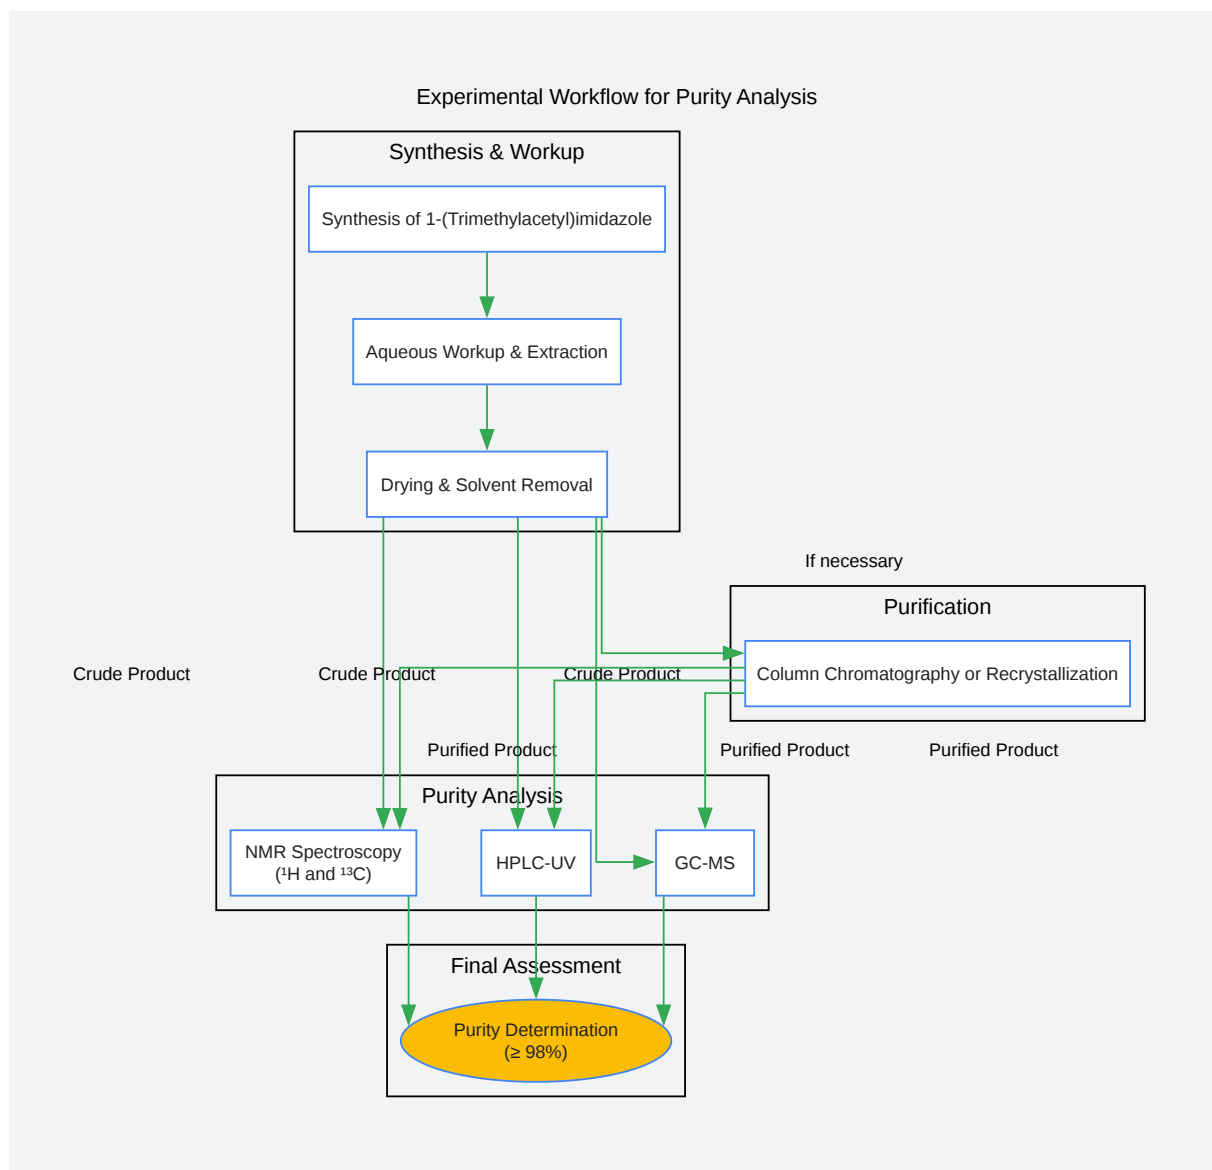 Experimental Workflow for Purity Analysis
Synthesis & Workup
Synthesis of 1-(Trimethylacetyl)imidazole
Aqueous Workup & Extraction
Drying & Solvent Removal
If necessary
Purification
Crude Product
Crude Product
Crude Product
Column Chromatography or Recrystallization
Purified Product
Purified Product
Purified Product
Purity Analysis
NMR Spectroscopy
(¹H and ¹³C)
HPLC-UV
GC-MS
Final Assessment
Purity Determination
(≥ 98%)